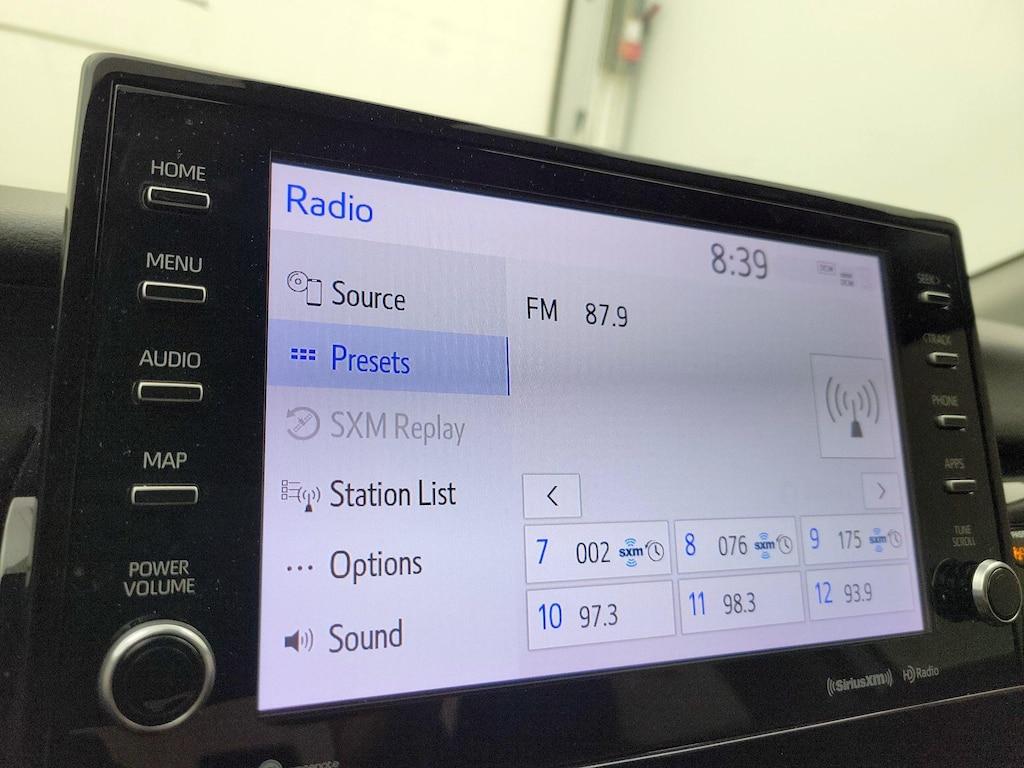 HOME
MENU
AUDIO
MAP
POWER
VOLUME
Radio
8:39
Source
Presets
SXM Replay
Station List
... Options
Sound
FM 87.9
<
>
7 002 sxm
8 076 sxm
9 175 sxm
10 97.3
11 98.3
12 93.9
SEEK >
TRACK
PHONE
APPS
TUNE
SCROLL
((SiriusXM))
HD Radio